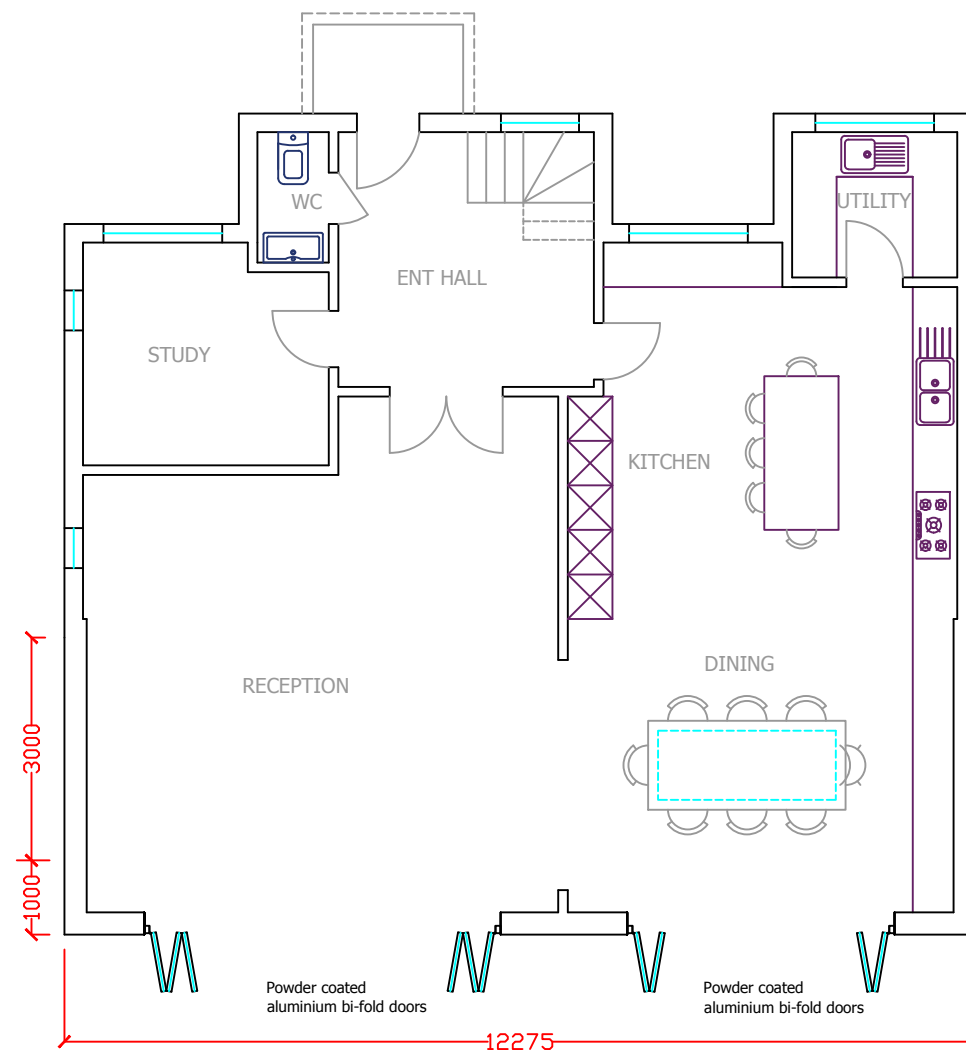 WC
UTILITY
ENT HALL
STUDY
KITCHEN
DINING
RECEPTION
3000
1000
Powder coated
aluminium bi-fold doors
Powder coated
aluminium bi-fold doors
12275